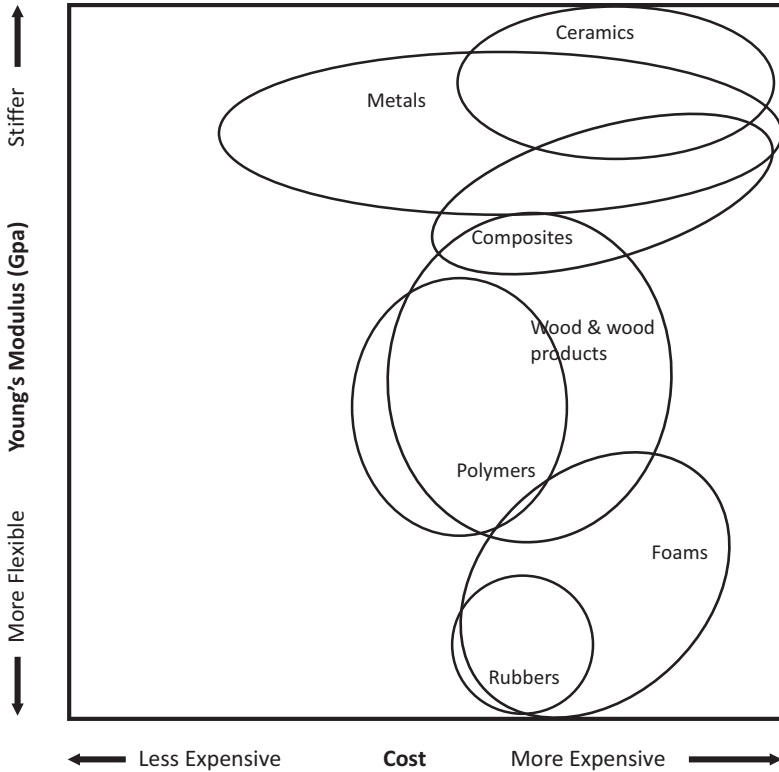 Ceramics
Metals
Composites
Wood & wood
products
Polymers
Foams
Rubbers
Stiffer
Young's Modulus (Gpa)
More Flexible
Less Expensive
Cost
More Expensive